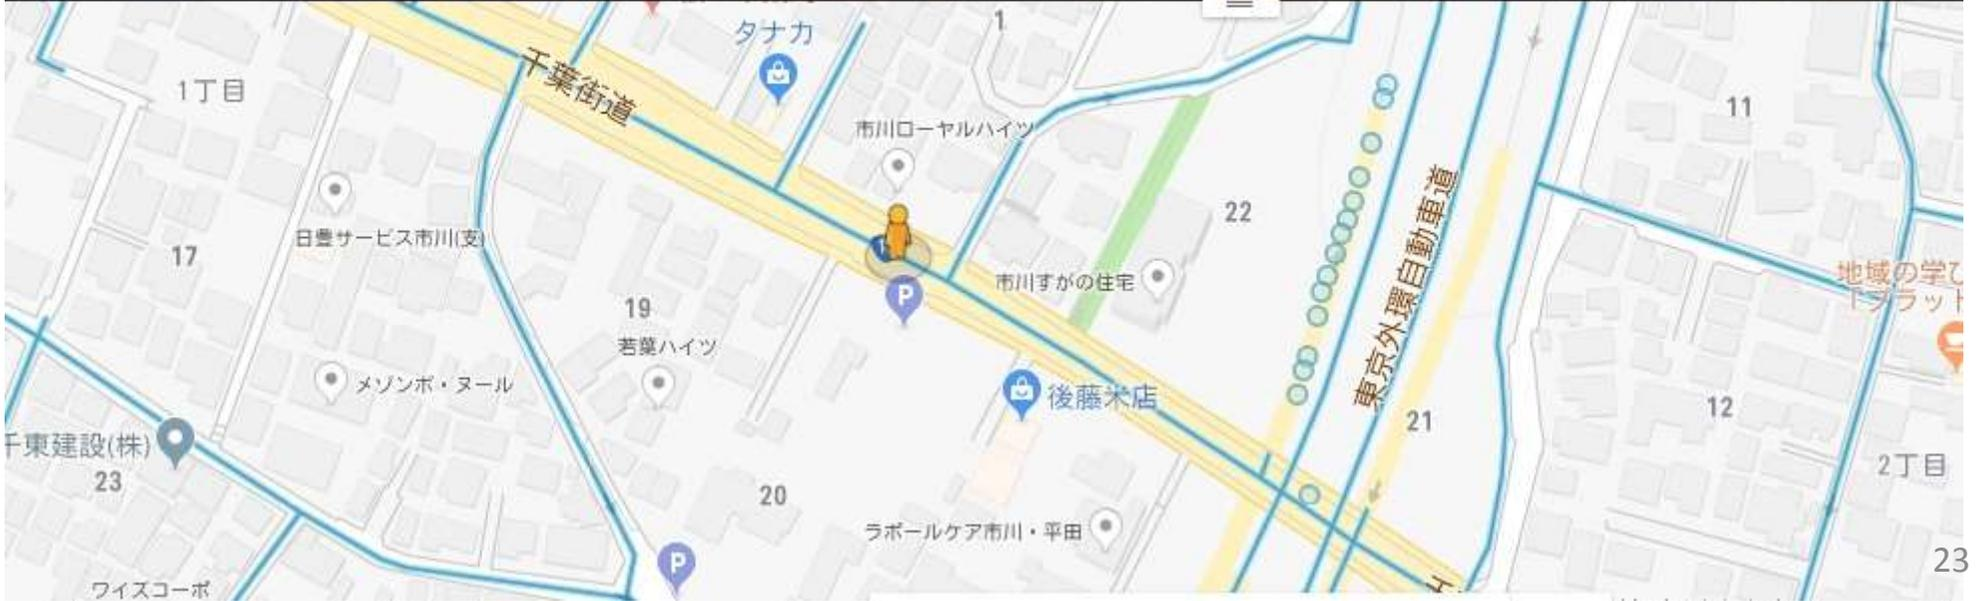 タナカ
1
千葉街道
1丁目
11
市川ローヤルハイツ
22
日豊サービス市川(支)
17
市川すがの住宅
東京外環自動車道
地域の学び
トプラット
P
19
若葉ハイツ
メゾンボ・ヌール
後藤米店
12
21
千東建設(株)
23
2丁目
20
ラポールケア市川・平田
P
ワイズコーポ
23